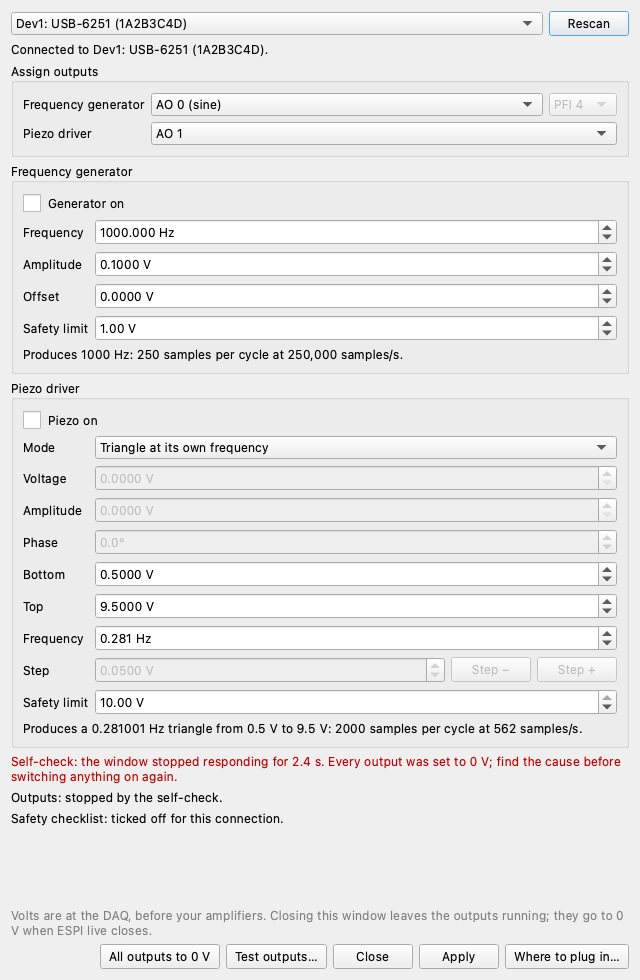 Dev1: USB-6251 (1A2B3C4D)
Rescan
Connected to Dev1: USB-6251 (1A2B3C4D).
Assign outputs
Frequency generator AO 0 (sine) PFI 4
Piezo driver AO 1
Frequency generator
Generator on
Frequency 1000.000 Hz
Amplitude 0.1000 V
Offset 0.0000 V
Safety limit 1.00 V
Produces 1000 Hz: 250 samples per cycle at 250,000 samples/s.
Piezo driver
Piezo on
Mode Triangle at its own frequency
Voltage 0.0000 V
Amplitude 0.0000 V
Phase 0.0°
Bottom 0.5000 V
Top 9.5000 V
Frequency 0.281 Hz
Step 0.0500 V Step − Step +
Safety limit 10.00 V
Produces a 0.281001 Hz triangle from 0.5 V to 9.5 V: 2000 samples per cycle at 562 samples/s.
Self-check: the window stopped responding for 2.4 s. Every output was set to 0 V; find the cause before
switching anything on again.
Outputs: stopped by the self-check.
Safety checklist: ticked off for this connection.
Volts are at the DAQ, before your amplifiers. Closing this window leaves the outputs running; they go to 0
V when ESPI live closes.
All outputs to 0 V Test outputs... Close Apply Where to plug in...